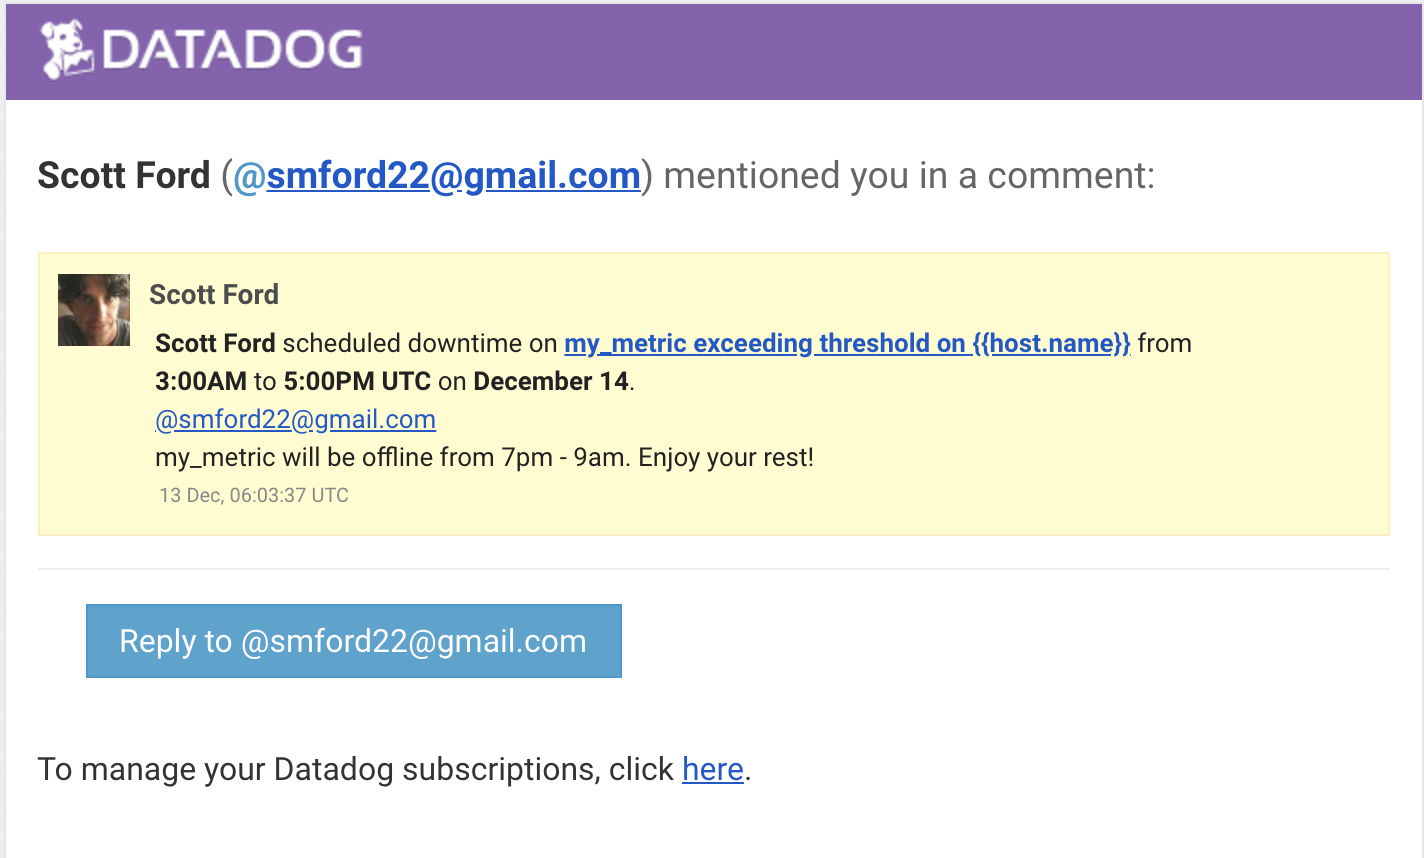 DATADOG
Scott Ford (@smford22@gmail.com) mentioned you in a comment:
Scott Ford
Scott Ford scheduled downtime on my_metric exceeding threshold on {{host.name}} from
3:00AM to 5:00PM UTC on December 14.
@smford22@gmail.com
my_metric will be offline from 7pm - 9am. Enjoy your rest!
13 Dec, 06:03:37 UTC
Reply to @smford22@gmail.com
To manage your Datadog subscriptions, click here.